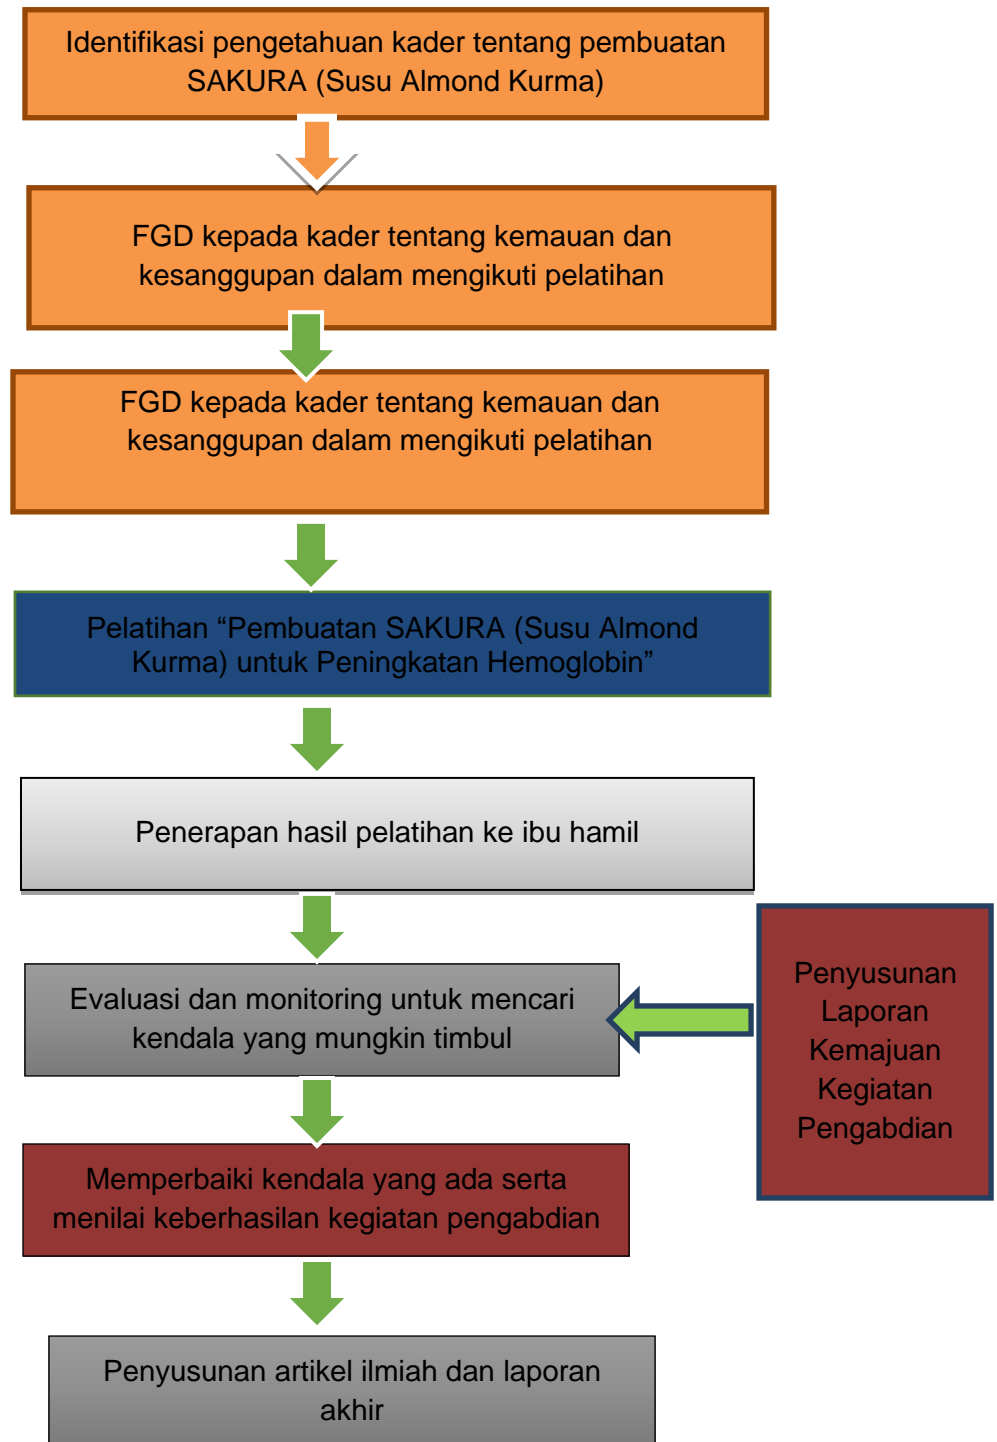 Identifikasi pengetahuan kader tentang pembuatan
SAKURA (Susu Almond Kurma)
FGD kepada kader tentang kemauan dan
kesanggupan dalam mengikuti pelatihan
FGD kepada kader tentang kemauan dan
kesanggupan dalam mengikuti pelatihan
Pelatihan “Pembuatan SAKURA (Susu Almond
Kurma) untuk Peningkatan Hemoglobin”
Penerapan hasil pelatihan ke ibu hamil
Evaluasi dan monitoring untuk mencari
kendala yang mungkin timbul
Penyusunan
Laporan
Kemajuan
Kegiatan
Pengabdian
Memperbaiki kendala yang ada serta
menilai keberhasilan kegiatan pengabdian
Penyusunan artikel ilmiah dan laporan
akhir